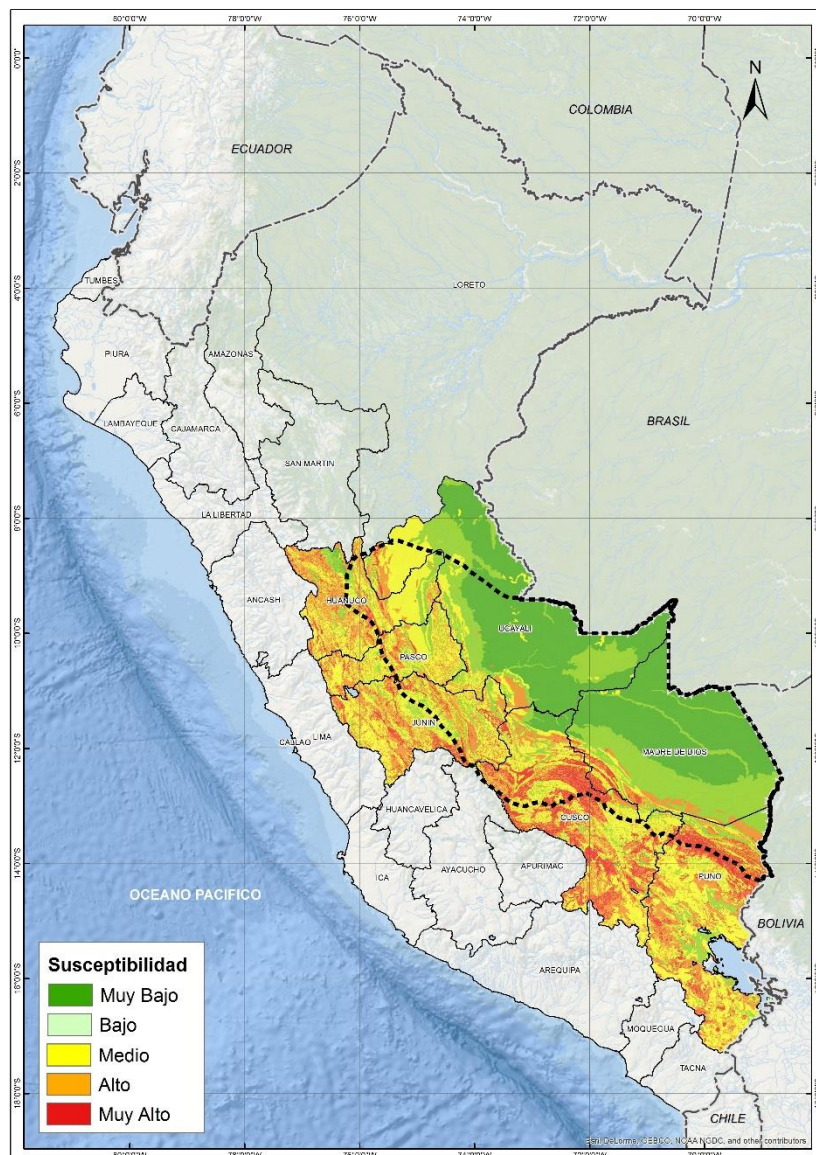 80°0'0"O 78°0'0"O 76°0'0"O 74°0'0"O 72°0'0"O 70°0'0"O
0°0'0"
2°0'0"S
4°0'0"S
6°0'0"S
8°0'0"S
10°0'0"S
12°0'0"S
14°0'0"S
16°0'0"S
18°0'0"S
N
COLOMBIA
ECUADOR
LORETO
TUMBES
PIURA
AMAZONAS
LAMBAYEQUE
CAJAMARCA
BRASIL
SAN MARTIN
LA LIBERTAD
ANCASH
HUANUCO
UCAYALI
PASCO
JUNIN
LIMA
CALLAO
MADRE DE DIOS
HUANCAVELICA
CUSCO
ICA
AYACUCHO
APURIMAC
PUNO
OCEANO PACIFICO
BOLIVIA
AREQUIPA
MOQUEGUA
TACNA
CHILE
Susceptibilidad
Muy Bajo
Bajo
Medio
Alto
Muy Alto
Esri, DeLorme, GEBCO, NOAA NGDC, and other contributors